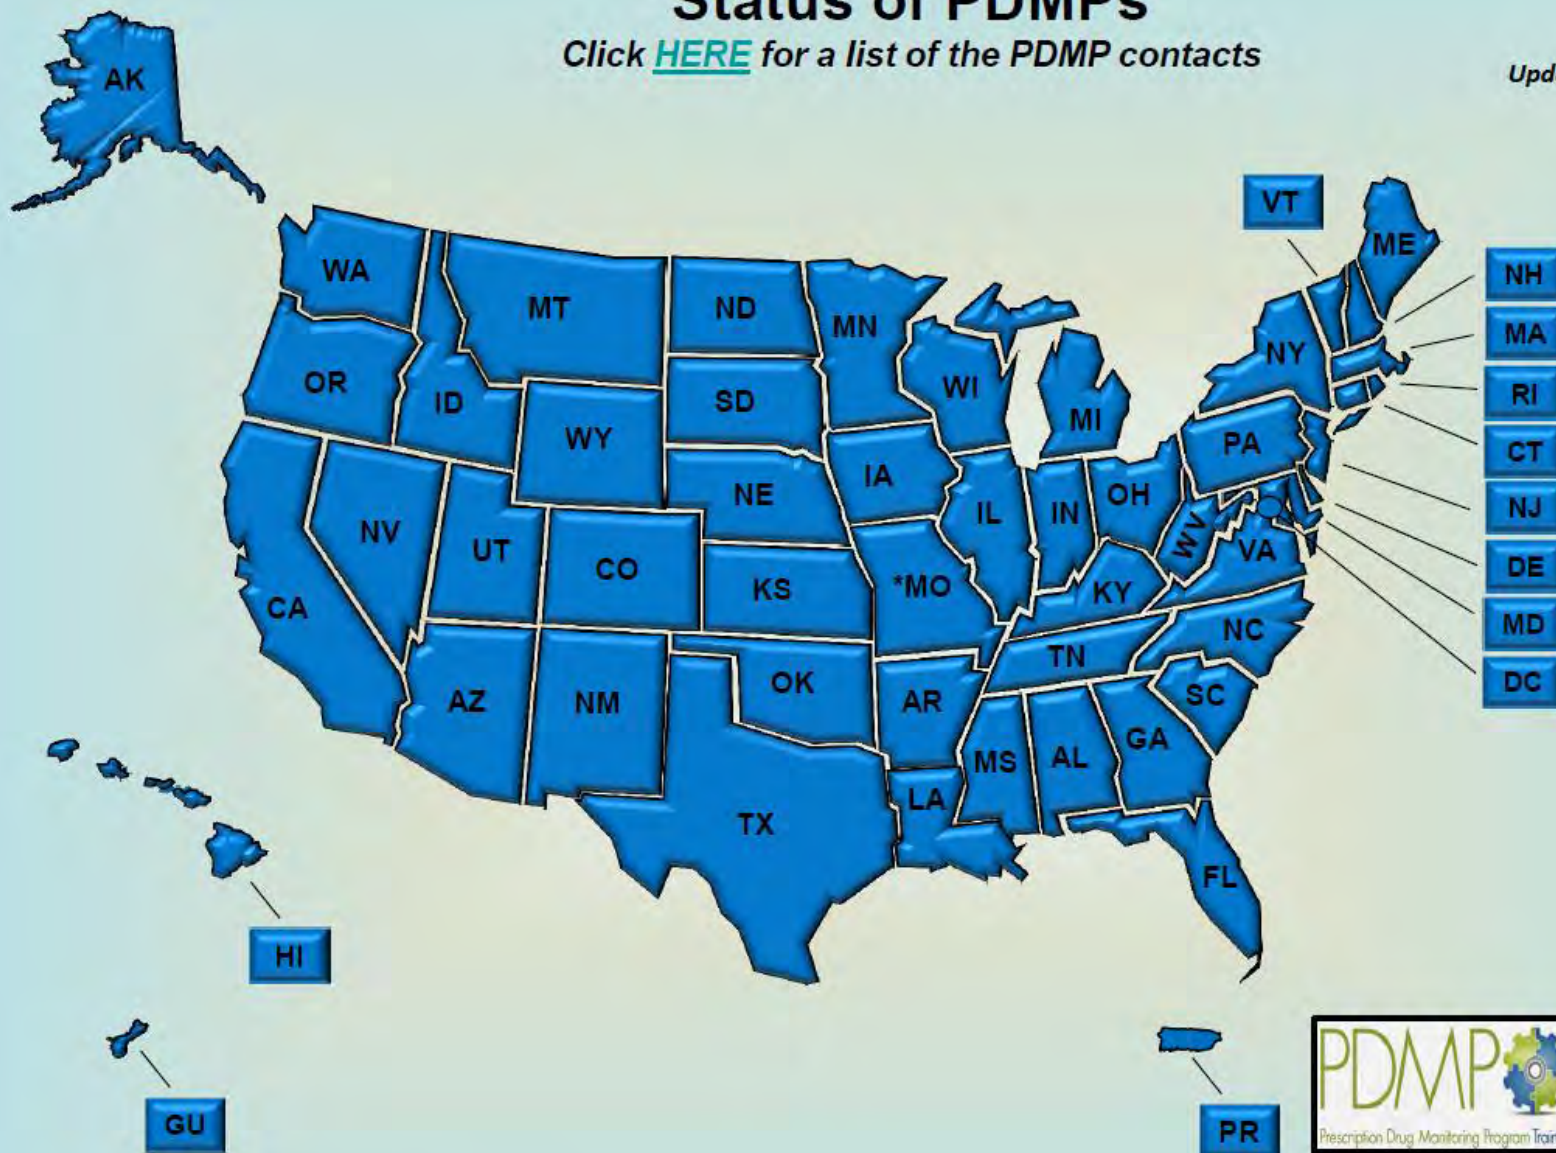 Status of PDMPs
Click HERE for a list of the PDMP contacts
AK
VT
ME
WA
MT
ND
MN
NH
MA
OR
ID
SD
WI
MI
NY
RI
WY
PA
CT
IA
NE
IL
IN
OH
NJ
NV
UT
CO
WV
VA
DE
CA
KS
*MO
KY
MD
NC
TN
DC
AZ
NM
OK
AR
SC
MS
AL
GA
LA
TX
FL
HI
GU
PR
PDMP
Prescription Drug Monitoring Program